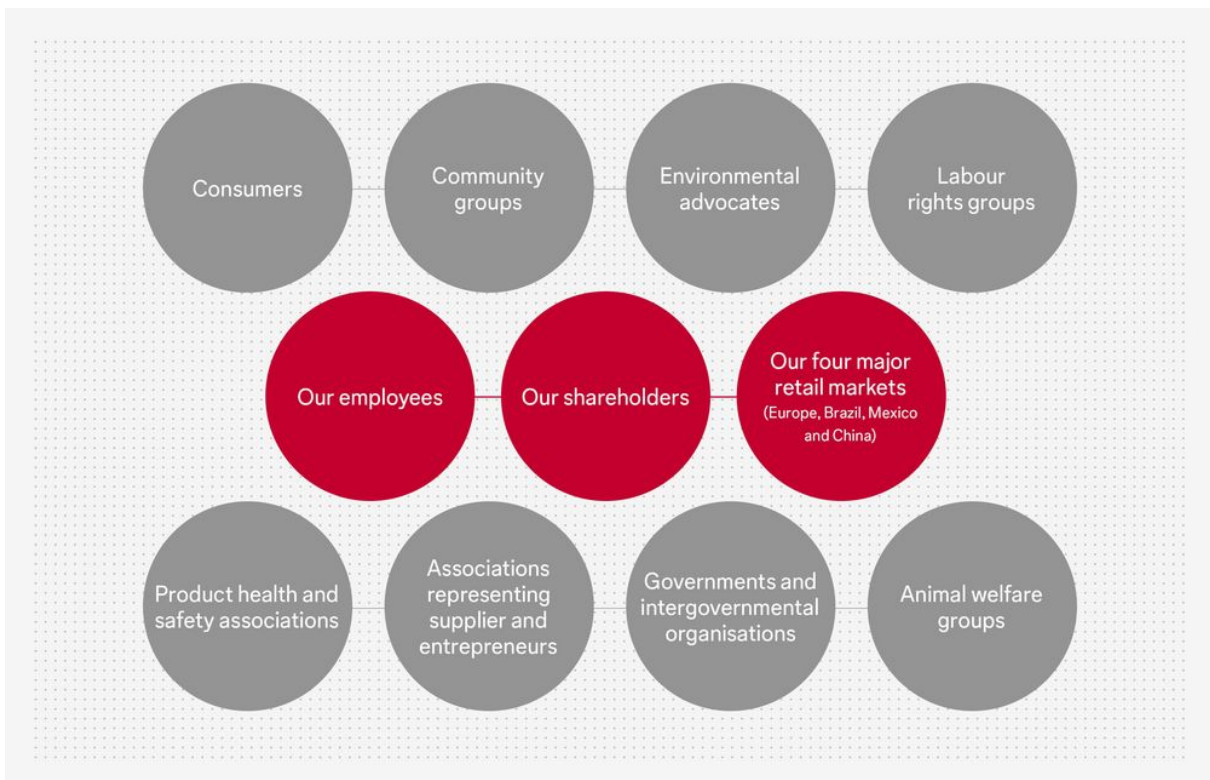 Consumers
Community
groups
Environmental
advocates
Labour
rights groups
Our employees
Our shareholders
Our four major
retail markets
(Europe, Brazil, Mexico
and China)
Product health and
safety associations
Associations
representing
supplier and
entrepreneurs
Governments and
intergovernmental
organisations
Animal welfare
groups